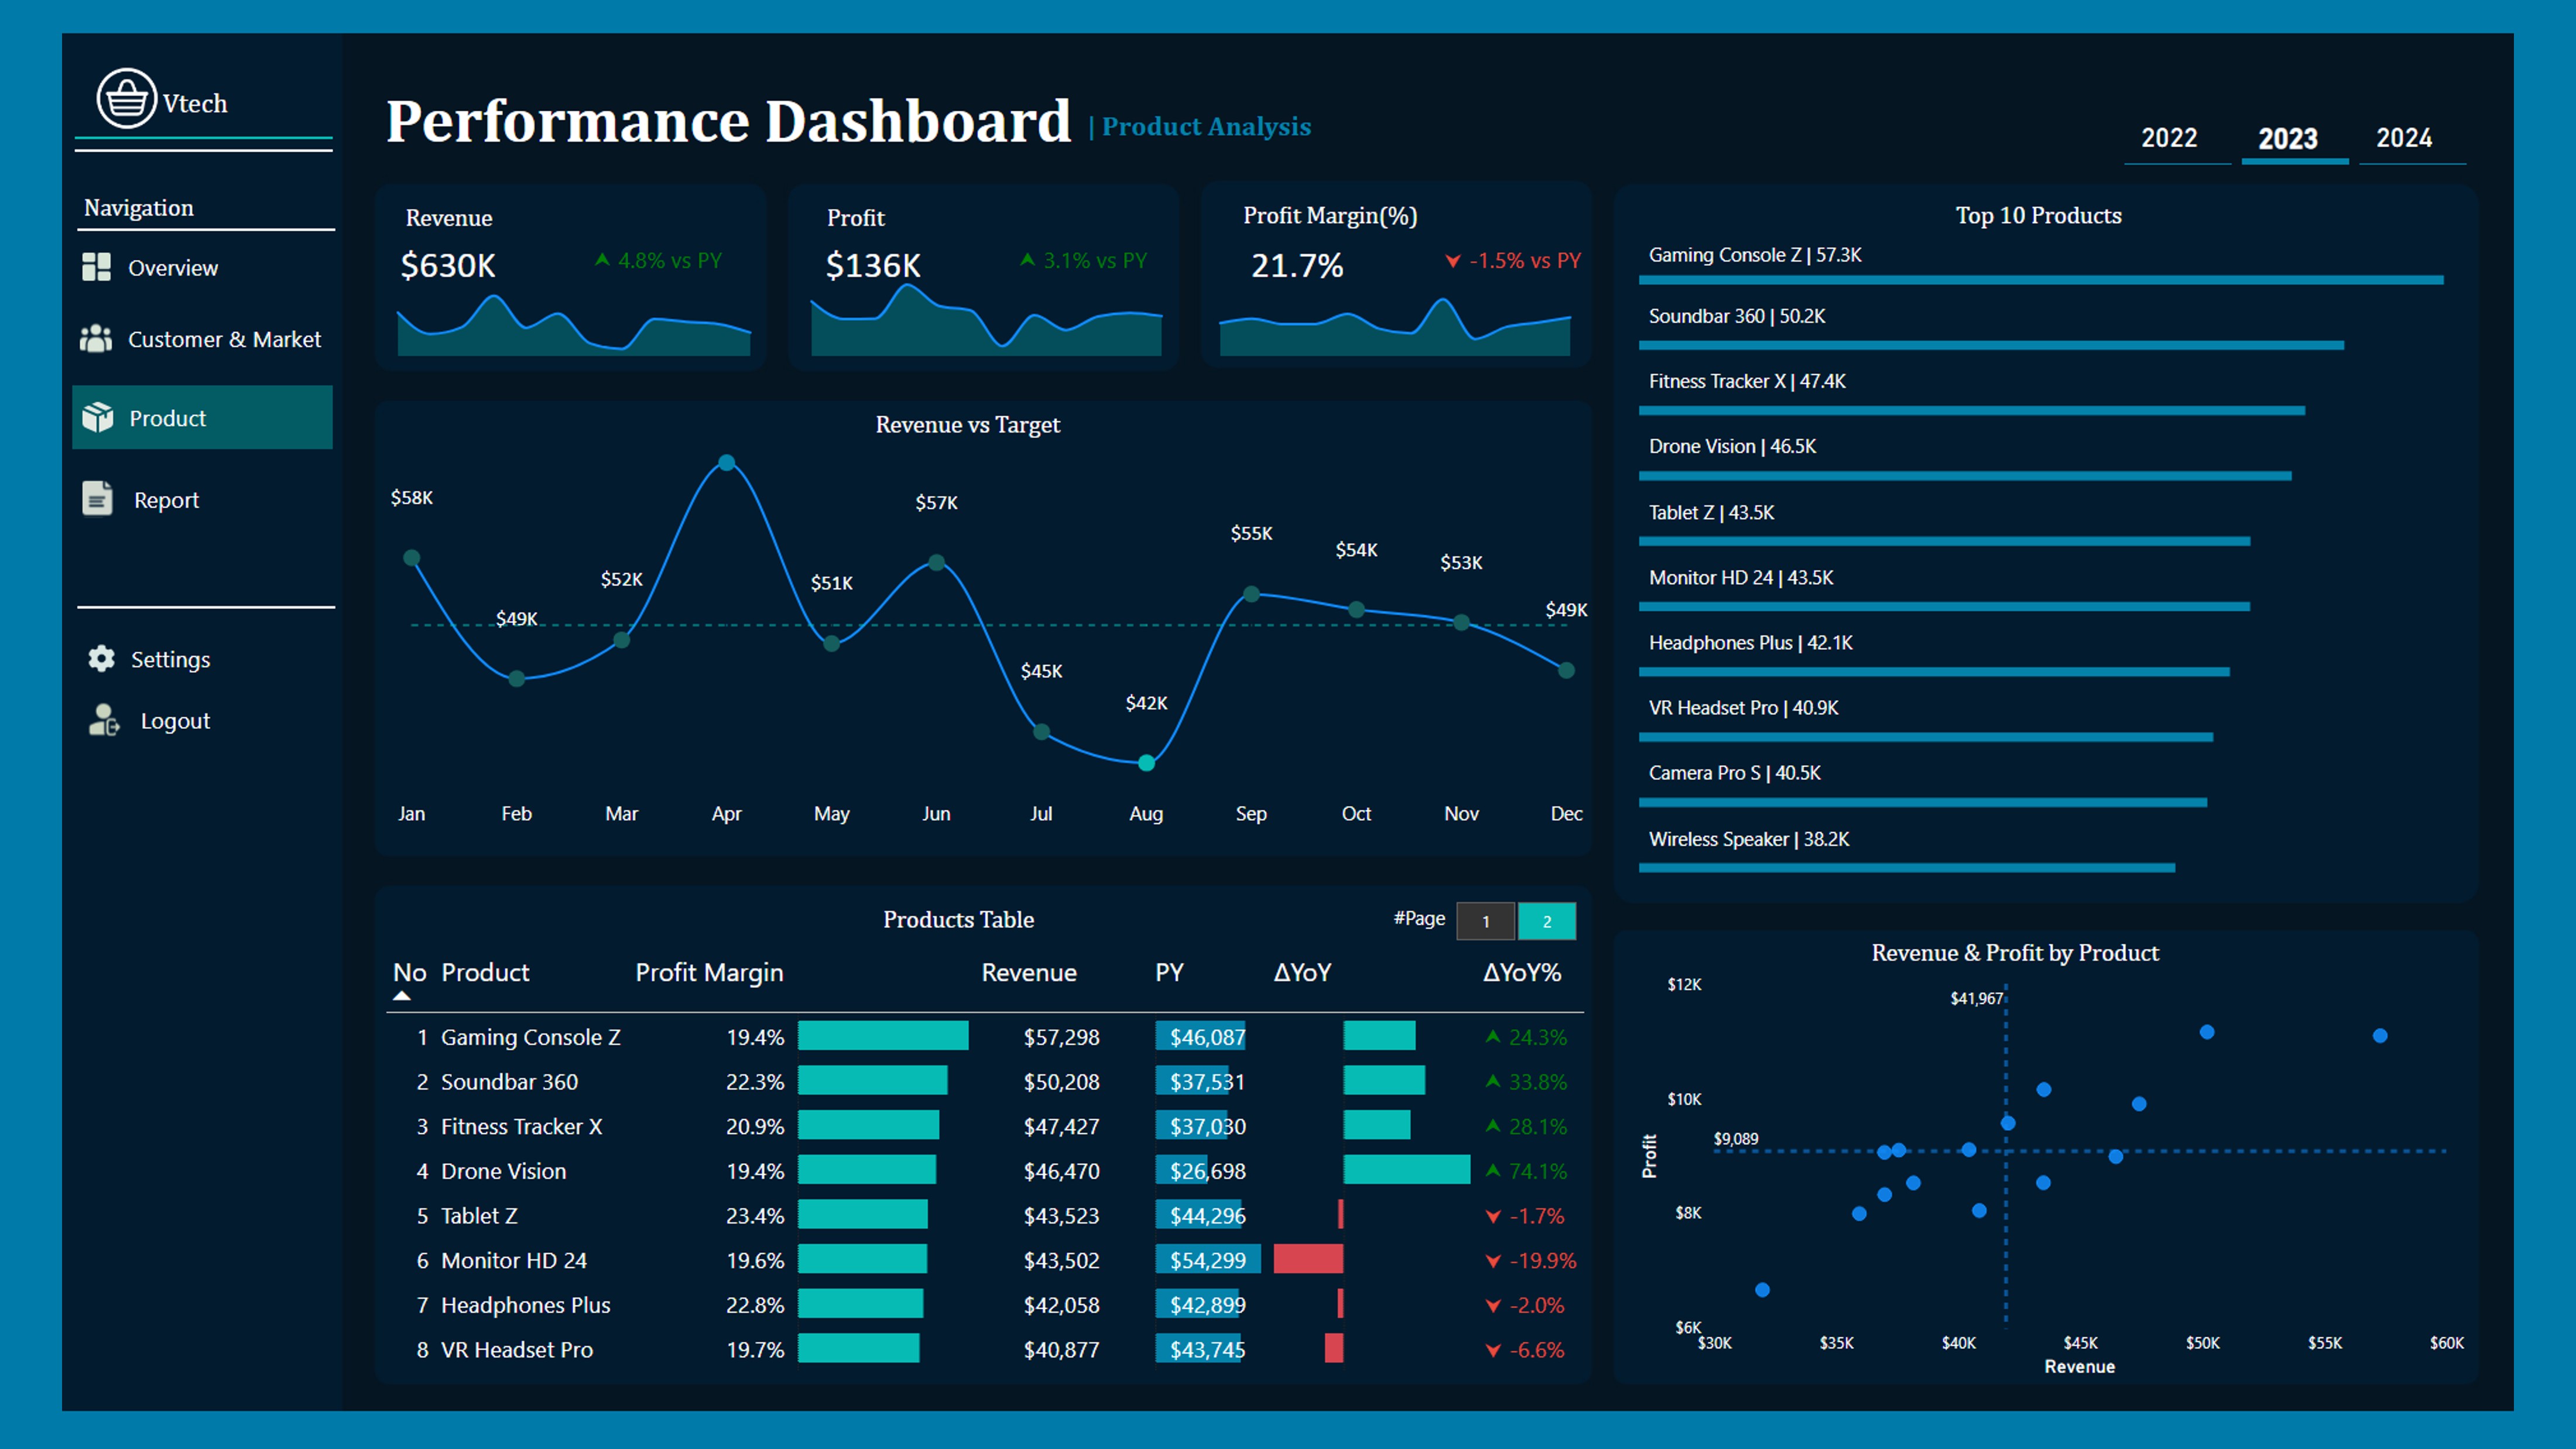 Vtech
Navigation
Overview
Customer & Market
Product
Report
Settings
Logout
Performance Dashboard | Product Analysis
2022 2023 2024
Revenue
$630K 4.8% vs PY
Profit
$136K 3.1% vs PY
Profit Margin(%)
21.7% -1.5% vs PY
Revenue vs Target
$58K
$49K
$52K
$51K
$57K
$45K
$42K
$55K
$54K
$53K
$49K
Jan Feb Mar Apr May Jun Jul Aug Sep Oct Nov Dec
Top 10 Products
Gaming Console Z | 57.3K
Soundbar 360 | 50.2K
Fitness Tracker X | 47.4K
Drone Vision | 46.5K
Tablet Z | 43.5K
Monitor HD 24 | 43.5K
Headphones Plus | 42.1K
VR Headset Pro | 40.9K
Camera Pro S | 40.5K
Wireless Speaker | 38.2K
Products Table
#Page 1 2
No Product Profit Margin Revenue PY ΔYoY ΔYoY%
1 Gaming Console Z 19.4% $57,298 $46,087 24.3%
2 Soundbar 360 22.3% $50,208 $37,531 33.8%
3 Fitness Tracker X 20.9% $47,427 $37,030 28.1%
4 Drone Vision 19.4% $46,470 $26,698 74.1%
5 Tablet Z 23.4% $43,523 $44,296 -1.7%
6 Monitor HD 24 19.6% $43,502 $54,299 -19.9%
7 Headphones Plus 22.8% $42,058 $42,899 -2.0%
8 VR Headset Pro 19.7% $40,877 $43,745 -6.6%
Revenue & Profit by Product
$12K
$41,967
$10K
$9,089
Profit
$8K
$6K
$30K $35K $40K $45K $50K $55K $60K
Revenue